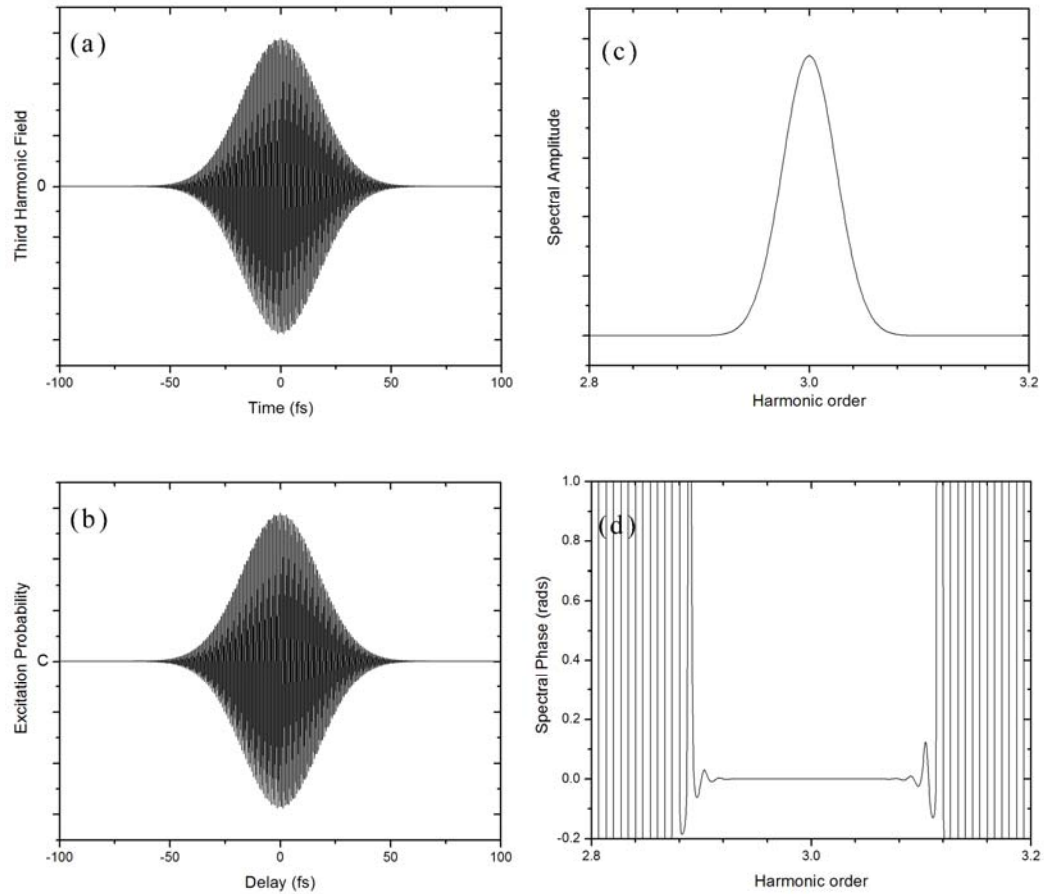 (a)
Third Harmonic Field
0
-100 -50 0 50 100
Time (fs)
(c)
Spectral Amplitude
2.8 3.0 3.2
Harmonic order
(b)
Excitation Probability
C
-100 -50 0 50 100
Delay (fs)
(d)
Spectral Phase (rads)
1.0
0.8
0.6
0.4
0.2
0.0
-0.2
2.8 3.0 3.2
Harmonic order